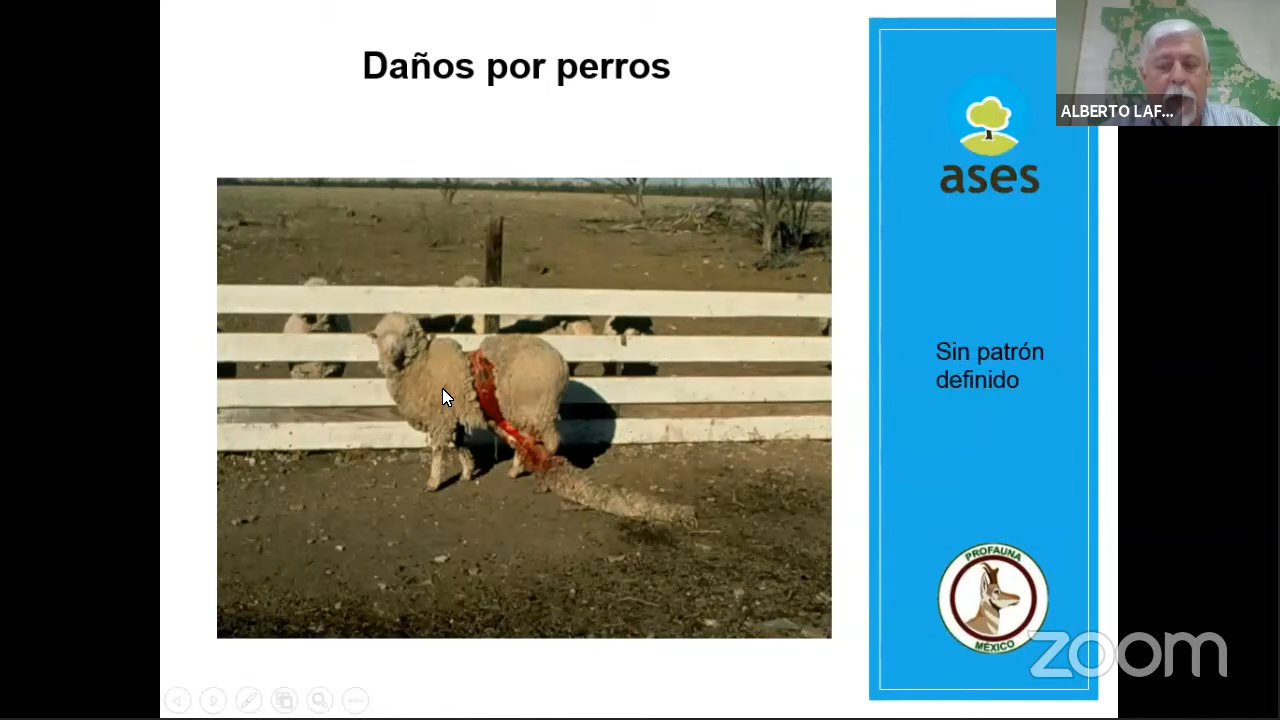 Daños por perros
ALBERTO LAF...
ases
Sin patrón
definido
PROFAUNA
MÉXICO
zoom